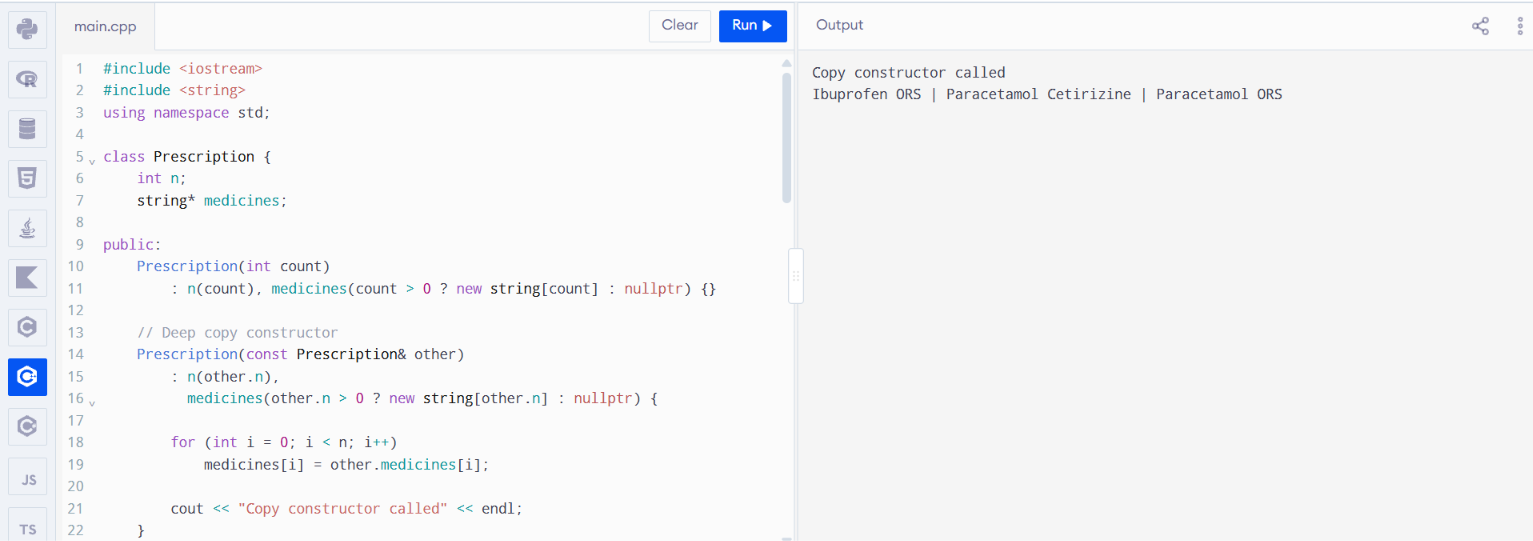 main.cpp
Clear
Run
Output
1 #include <iostream>
2 #include <string>
3 using namespace std;
4
5 class Prescription {
6     int n;
7     string* medicines;
8
9 public:
10     Prescription(int count)
11         : n(count), medicines(count > 0 ? new string[count] : nullptr) {}
12
13     // Deep copy constructor
14     Prescription(const Prescription& other)
15         : n(other.n),
16           medicines(other.n > 0 ? new string[other.n] : nullptr) {
17
18         for (int i = 0; i < n; i++)
19             medicines[i] = other.medicines[i];
20
21         cout << "Copy constructor called" << endl;
22     }
Copy constructor called
Ibuprofen ORS | Paracetamol Cetirizine | Paracetamol ORS
JS
TS